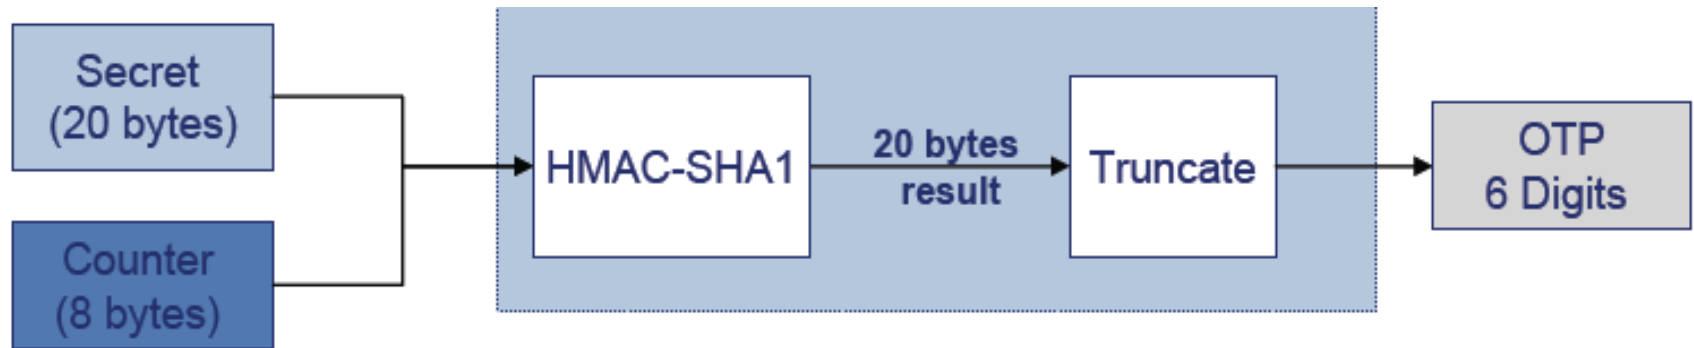 Secret
(20 bytes)
Counter
(8 bytes)
HMAC-SHA1
20 bytes
result
Truncate
OTP
6 Digits